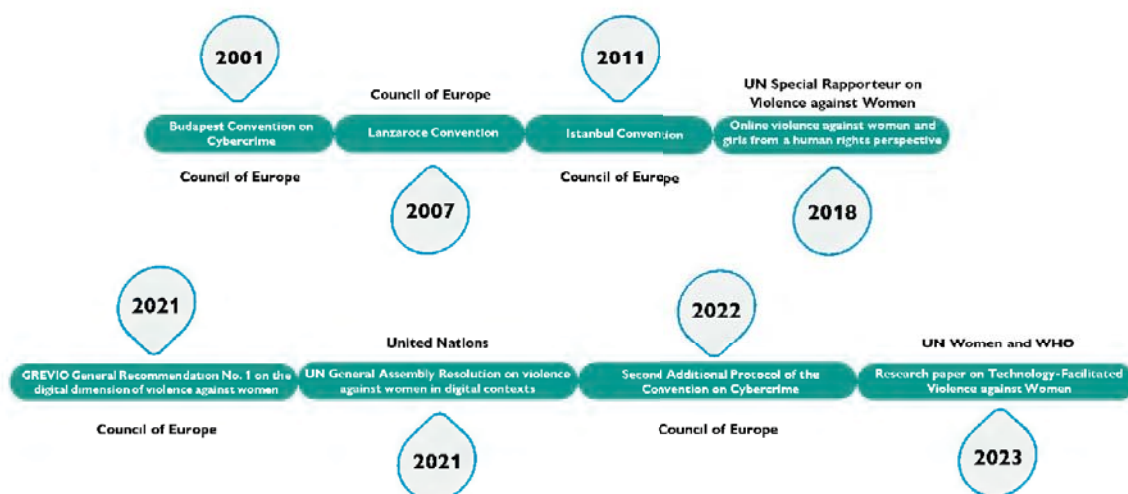 2001
Budapest Convention on
Cybercrime
Council of Europe
Council of Europe
Lanzarote Convention
2007
2011
Istanbul Convention
Council of Europe
UN Special Rapporteur on
Violence against Women
Online violence against women and
girls from a human rights perspective
2018
2021
GREVIO General Recommendation No. 1 on the
digital dimension of violence against women
Council of Europe
United Nations
UN General Assembly Resolution on violence
against women in digital contexts
2021
2022
Second Additional Protocol of the
Convention on Cybercrime
Council of Europe
UN Women and WHO
Research paper on Technology-Facilitated
Violence against Women
2023